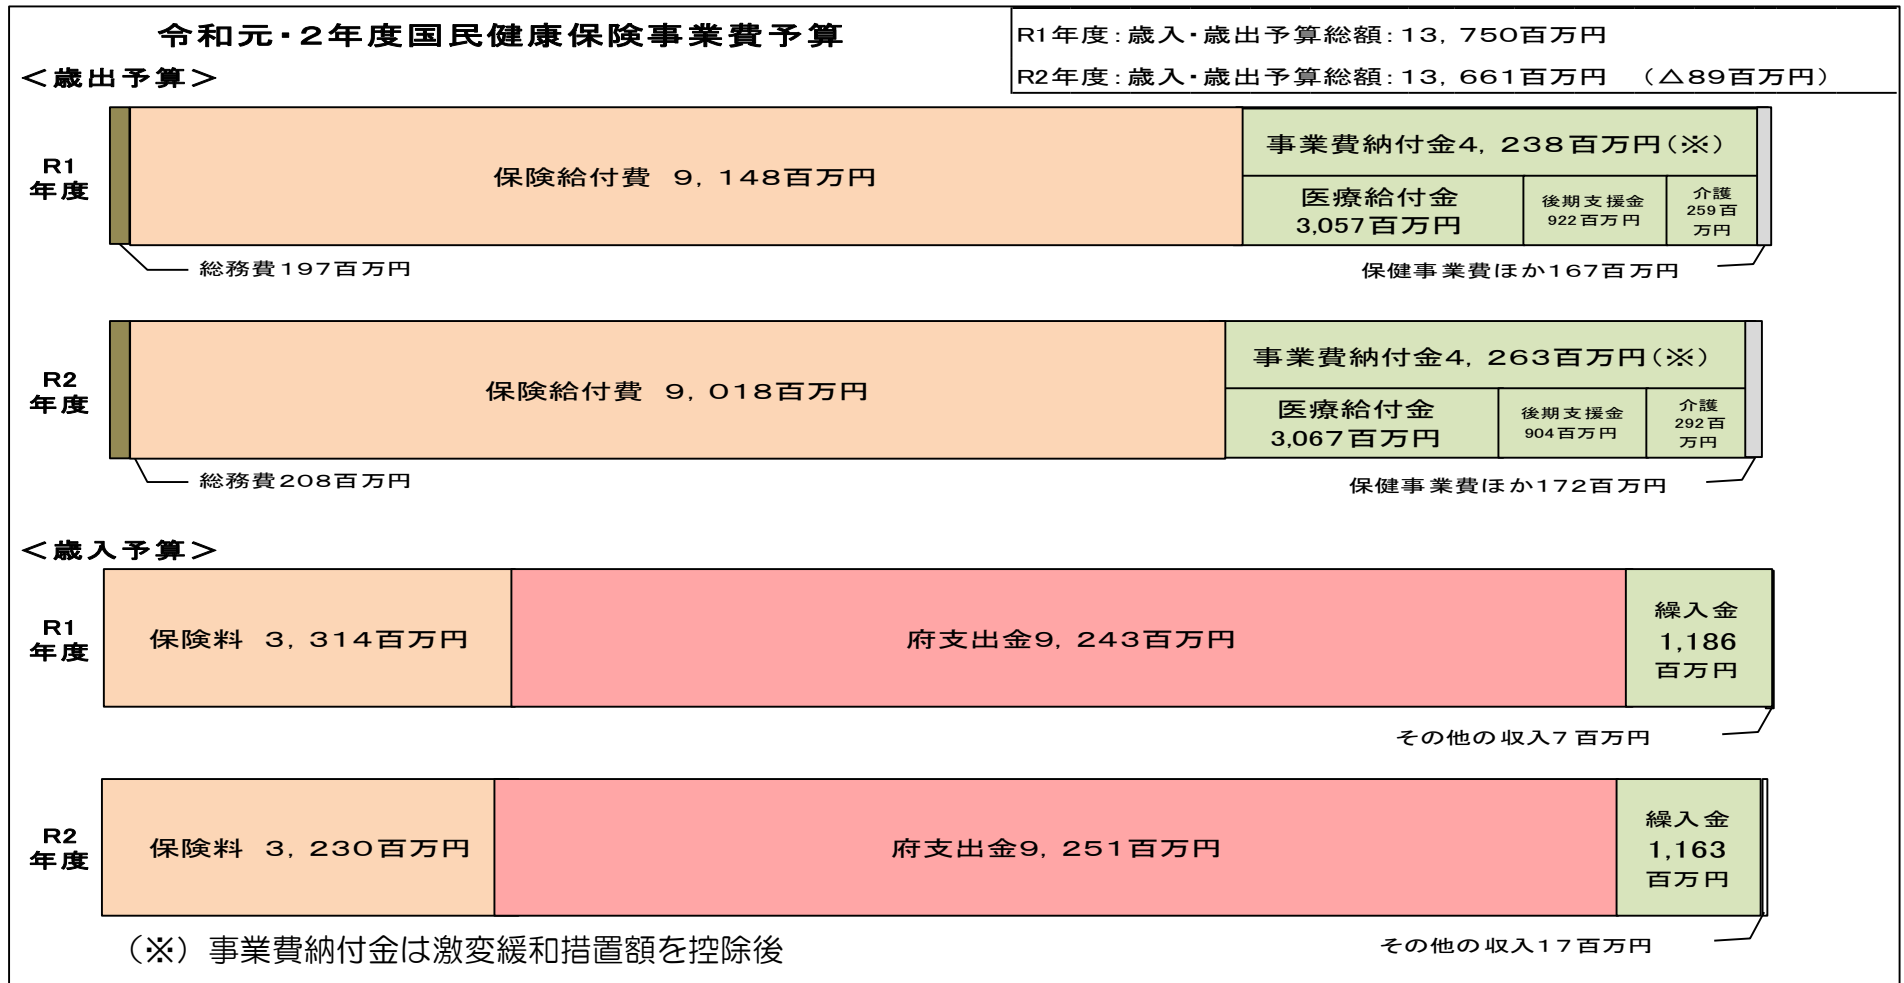 令和元・2年度国民健康保険事業費予算
R1年度：歳入・歳出予算総額：13，750百万円
R2年度：歳入・歳出予算総額：13，661百万円　（△89百万円）
＜歳出予算＞
R1
年度
保険給付費　9，148百万円
事業費納付金4，238百万円（※）
医療給付金
3,057百万円
後期支援金
922百万円
介護
259百
万円
総務費197百万円
保健事業費ほか167百万円
R2
年度
保険給付費　9，018百万円
事業費納付金4，263百万円（※）
医療給付金
3,067百万円
後期支援金
904百万円
介護
292百
万円
総務費208百万円
保健事業費ほか172百万円
＜歳入予算＞
R1
年度
保険料　3，314百万円
府支出金9，243百万円
繰入金
1,186
百万円
その他の収入7百万円
R2
年度
保険料　3，230百万円
府支出金9，251百万円
繰入金
1,163
百万円
その他の収入17百万円
（※）事業費納付金は激変緩和措置額を控除後